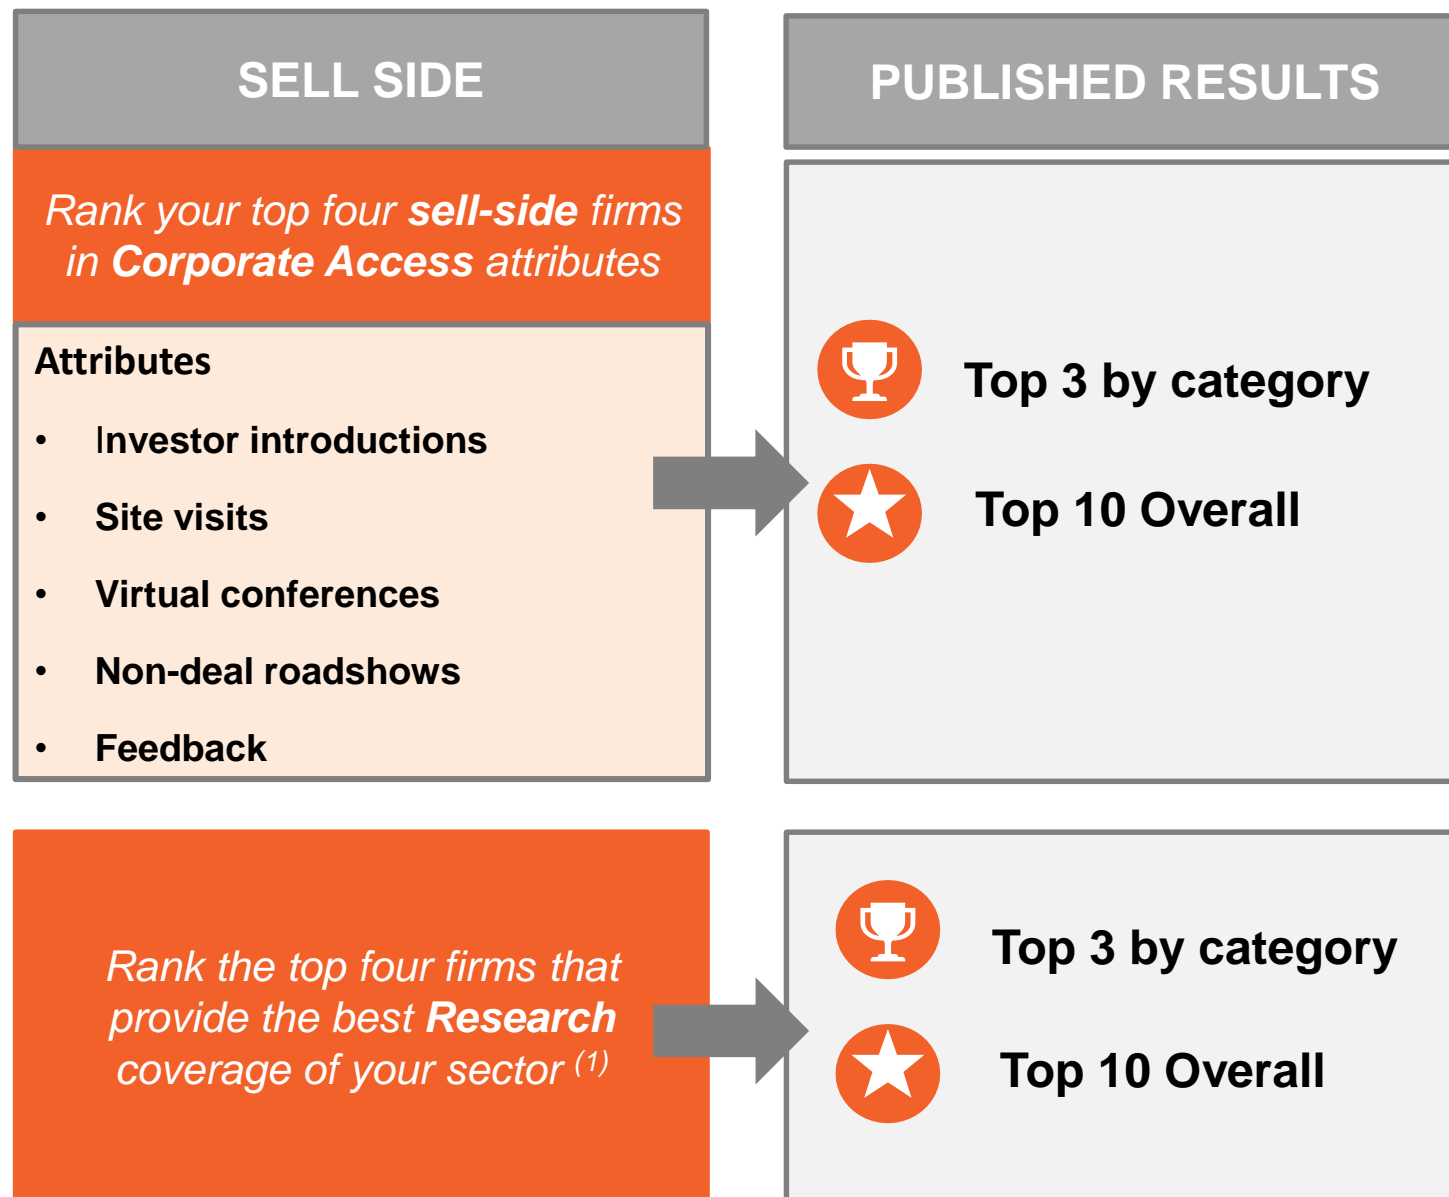 SELL SIDE
Rank your top four sell-side firms
in Corporate Access attributes
Attributes
• Investor introductions
• Site visits
• Virtual conferences
• Non-deal roadshows
• Feedback
PUBLISHED RESULTS
Top 3 by category
Top 10 Overall
Rank the top four firms that
provide the best Research
coverage of your sector (1)
Top 3 by category
Top 10 Overall